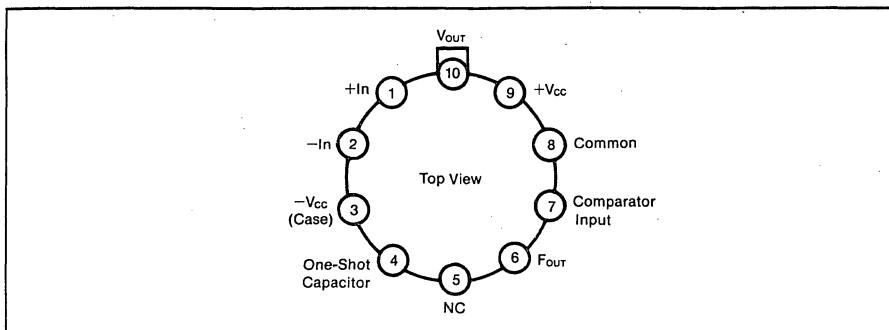 VOUT
10
+In
1
9
+Vcc
−In
2
8
Common
Top View
−Vcc
(Case)
3
7
Comparator
Input
One-Shot
Capacitor
4
6
FOUT
5
NC